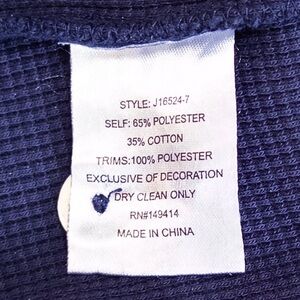 STYLE: J16524-7
SELF: 65% POLYESTER
35% COTTON
TRIMS:100% POLYESTER
EXCLUSIVE OF DECORATION
DRY CLEAN ONLY
RN#149414
MADE IN CHINA